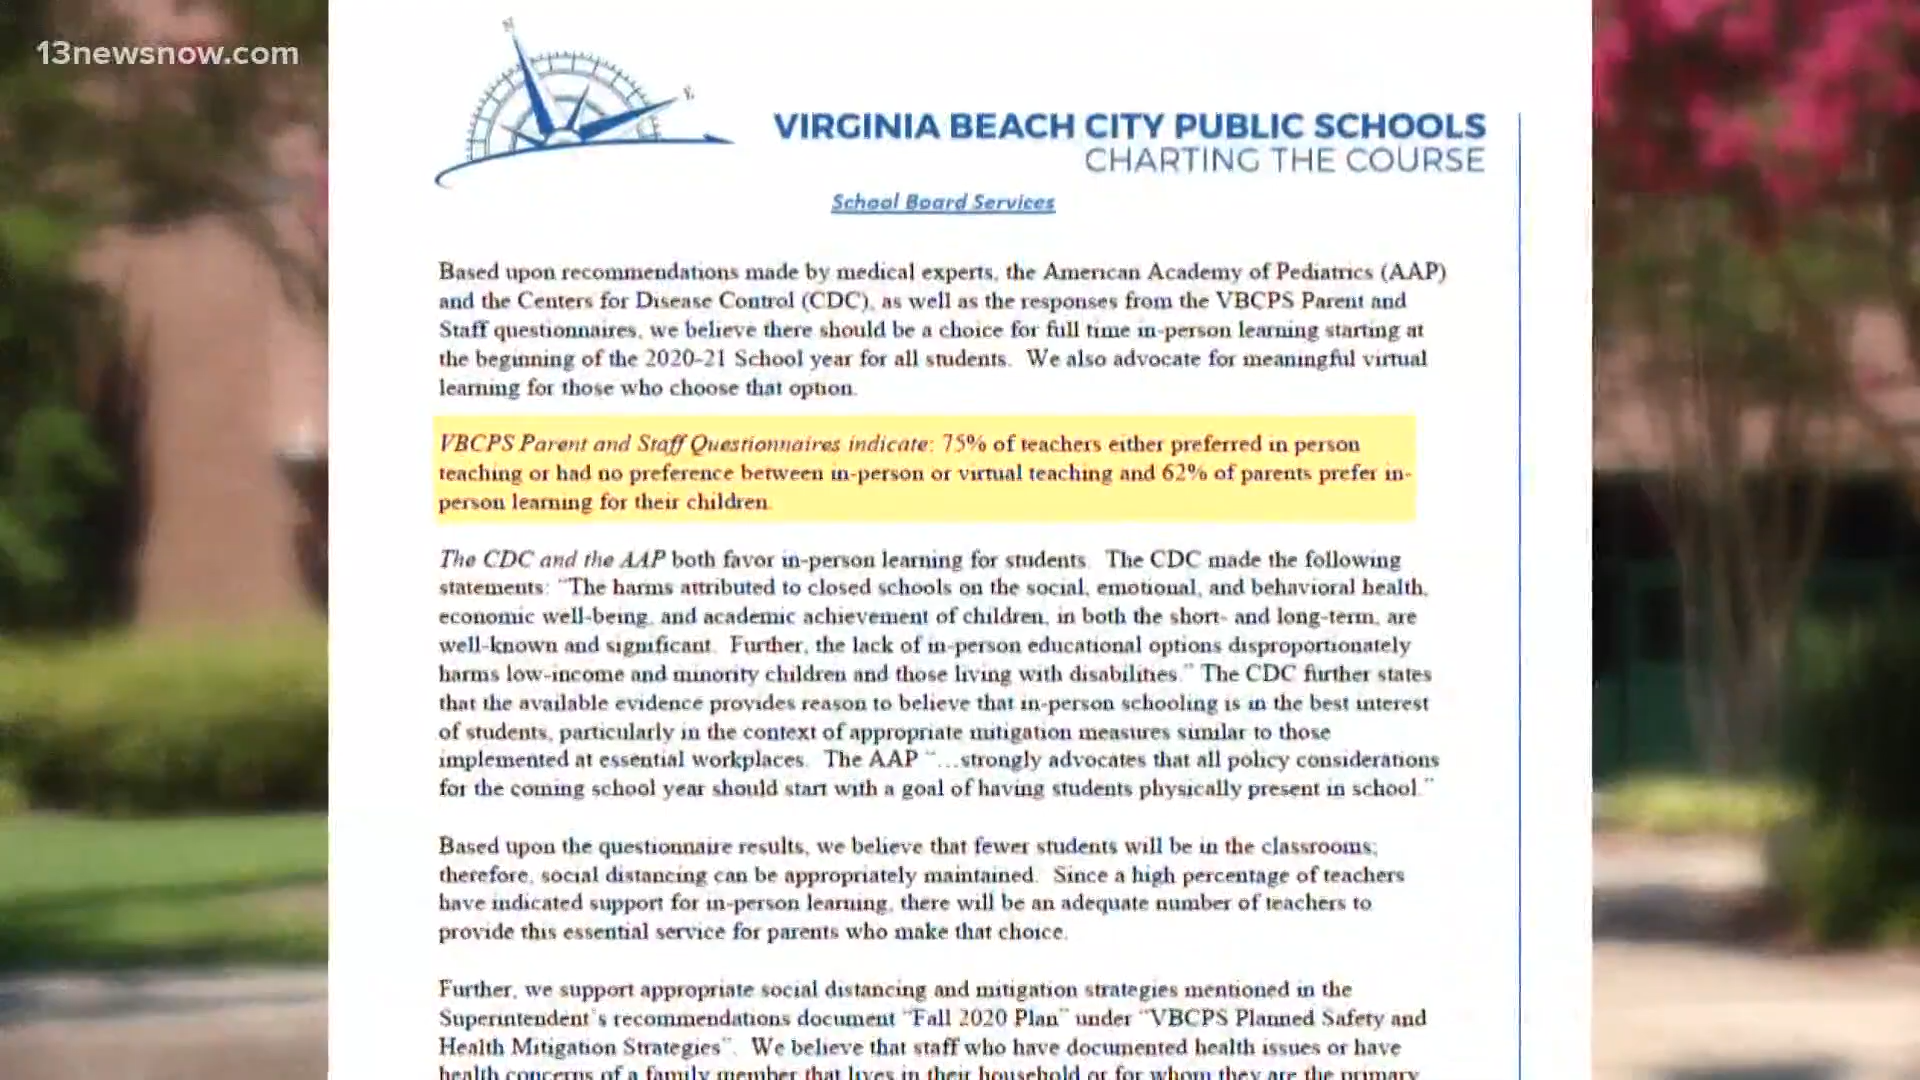 13newsnow.com
N
E
VIRGINIA BEACH CITY PUBLIC SCHOOLS
CHARTING THE COURSE
School Board Services
Based upon recommendations made by medical experts, the American Academy of Pediatrics (AAP)
and the Centers for Disease Control (CDC), as well as the responses from the VBCPS Parent and
Staff questionnaires, we believe there should be a choice for full time in-person learning starting at
the beginning of the 2020-21 School year for all students. We also advocate for meaningful virtual
learning for those who choose that option.
VBCPS Parent and Staff Questionnaires indicate: 75% of teachers either preferred in person
teaching or had no preference between in-person or virtual teaching and 62% of parents prefer in-
person learning for their children.
The CDC and the AAP both favor in-person learning for students. The CDC made the following
statements: "The harms attributed to closed schools on the social, emotional, and behavioral health,
economic well-being, and academic achievement of children, in both the short- and long-term, are
well-known and significant. Further, the lack of in-person educational options disproportionately
harms low-income and minority children and those living with disabilities." The CDC further states
that the available evidence provides reason to believe that in-person schooling is in the best interest
of students, particularly in the context of appropriate mitigation measures similar to those
implemented at essential workplaces. The AAP "…strongly advocates that all policy considerations
for the coming school year should start with a goal of having students physically present in school."
Based upon the questionnaire results, we believe that fewer students will be in the classrooms;
therefore, social distancing can be appropriately maintained. Since a high percentage of teachers
have indicated support for in-person learning, there will be an adequate number of teachers to
provide this essential service for parents who make that choice.
Further, we support appropriate social distancing and mitigation strategies mentioned in the
Superintendent's recommendations document "Fall 2020 Plan" under "VBCPS Planned Safety and
Health Mitigation Strategies". We believe that staff who have documented health issues or have
health concerns of a family member that lives in their household or for whom they are the primary